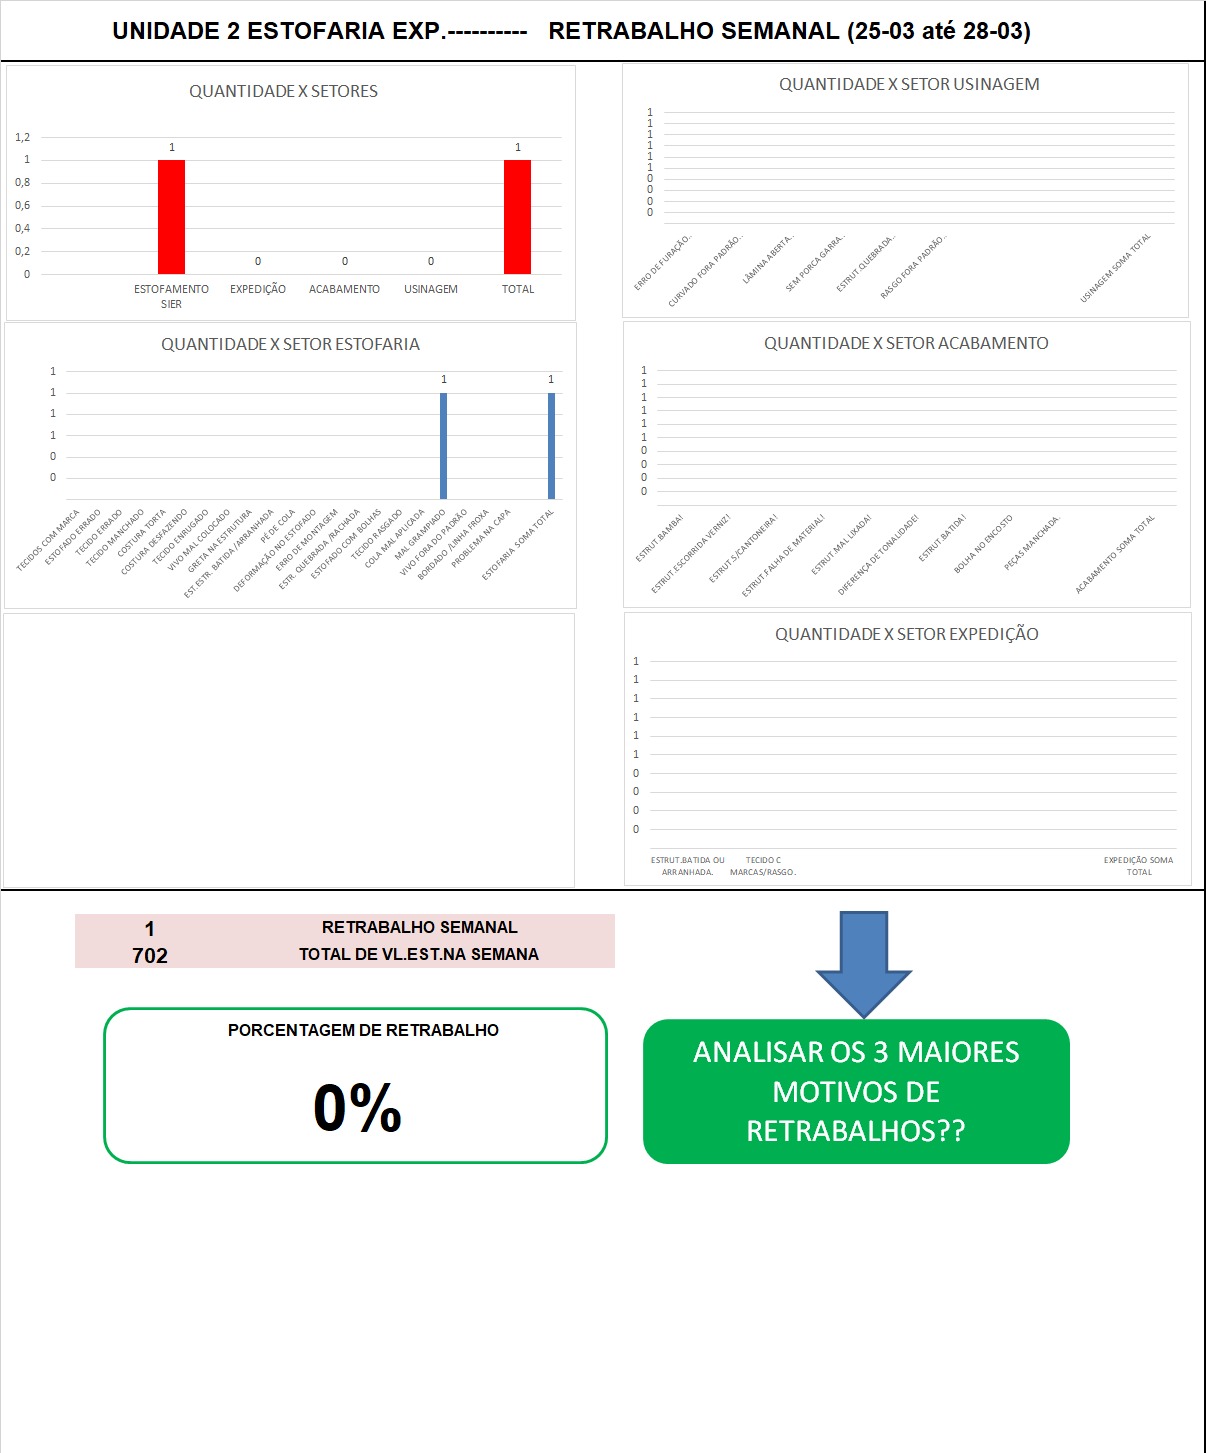 UNIDADE 2 ESTOFARIA EXP.----------   RETRABALHO SEMANAL (25-03 até 28-03)
QUANTIDADE X SETORES
1,2
1
0,8
0,6
0,4
0,2
0
1
0
0
0
1
ESTOFAMENTO
SIER
EXPEDIÇÃO
ACABAMENTO
USINAGEM
TOTAL
QUANTIDADE X SETOR USINAGEM
1
1
1
1
1
1
0
0
0
0
ERRO DE FURAÇÃO..
CURVADO FORA PADRÃO..
LÂMINA ABERTA..
SEM PORCA GARRA..
ESTRUT.QUEBRADA..
RASGO FORA PADRÃO..
USINAGEM SOMA TOTAL
QUANTIDADE X SETOR ESTOFARIA
1
1
1
1
0
0
1
1
TECIDOS COM MARCA
ESTOFADO ERRADO
TECIDO ERRADO
TECIDO MANCHADO
COSTURA TORTA
COSTURA DESFAZENDO
TECIDO ENRUGADO
VIVO MAL COLOCADO
GRETA NA ESTRUTURA
EST.ESTR. BATIDA /ARRANHADA
PÉ DE COLA
DEFORMAÇÃO NO ESTOFADO
ERRO DE MONTAGEM
ESTR. QUEBRADA /RACHADA
ESTOFADO COM BOLHAS
TECIDO RASGADO
COLA MAL APLICADA
MAL GRAMPIADO
VIVO FORA DO PADRÃO
BORDADO /LINHA FROXA
PROBLEMA NA CAPA
ESTOFARIA SOMA TOTAL
QUANTIDADE X SETOR ACABAMENTO
1
1
1
1
1
1
0
0
0
0
ESTRUT.BAMBA!
ESTRUT.ESCORRIDA VERNIZ!
ESTRUT.S/CANTONEIRA!
ESTRUT.FALHA DE MATERIAL!
ESTRUT.MAL LIXADA!
DIFERENÇA DE TONALIDADE!
ESTRUT.BATIDA!
BOLHA NO ENCOSTO
PEÇAS MANCHADA.
ACABAMENTO SOMA TOTAL
QUANTIDADE X SETOR EXPEDIÇÃO
1
1
1
1
1
1
0
0
0
0
ESTRUT.BATIDA OU
ARRANHADA.
TECIDO C
MARCAS/RASGO.
EXPEDIÇÃO SOMA
TOTAL
1 RETRABALHO SEMANAL
702 TOTAL DE VL.EST.NA SEMANA
PORCENTAGEM DE RETRABALHO
0%
ANALISAR OS 3 MAIORES
MOTIVOS DE
RETRABALHOS??